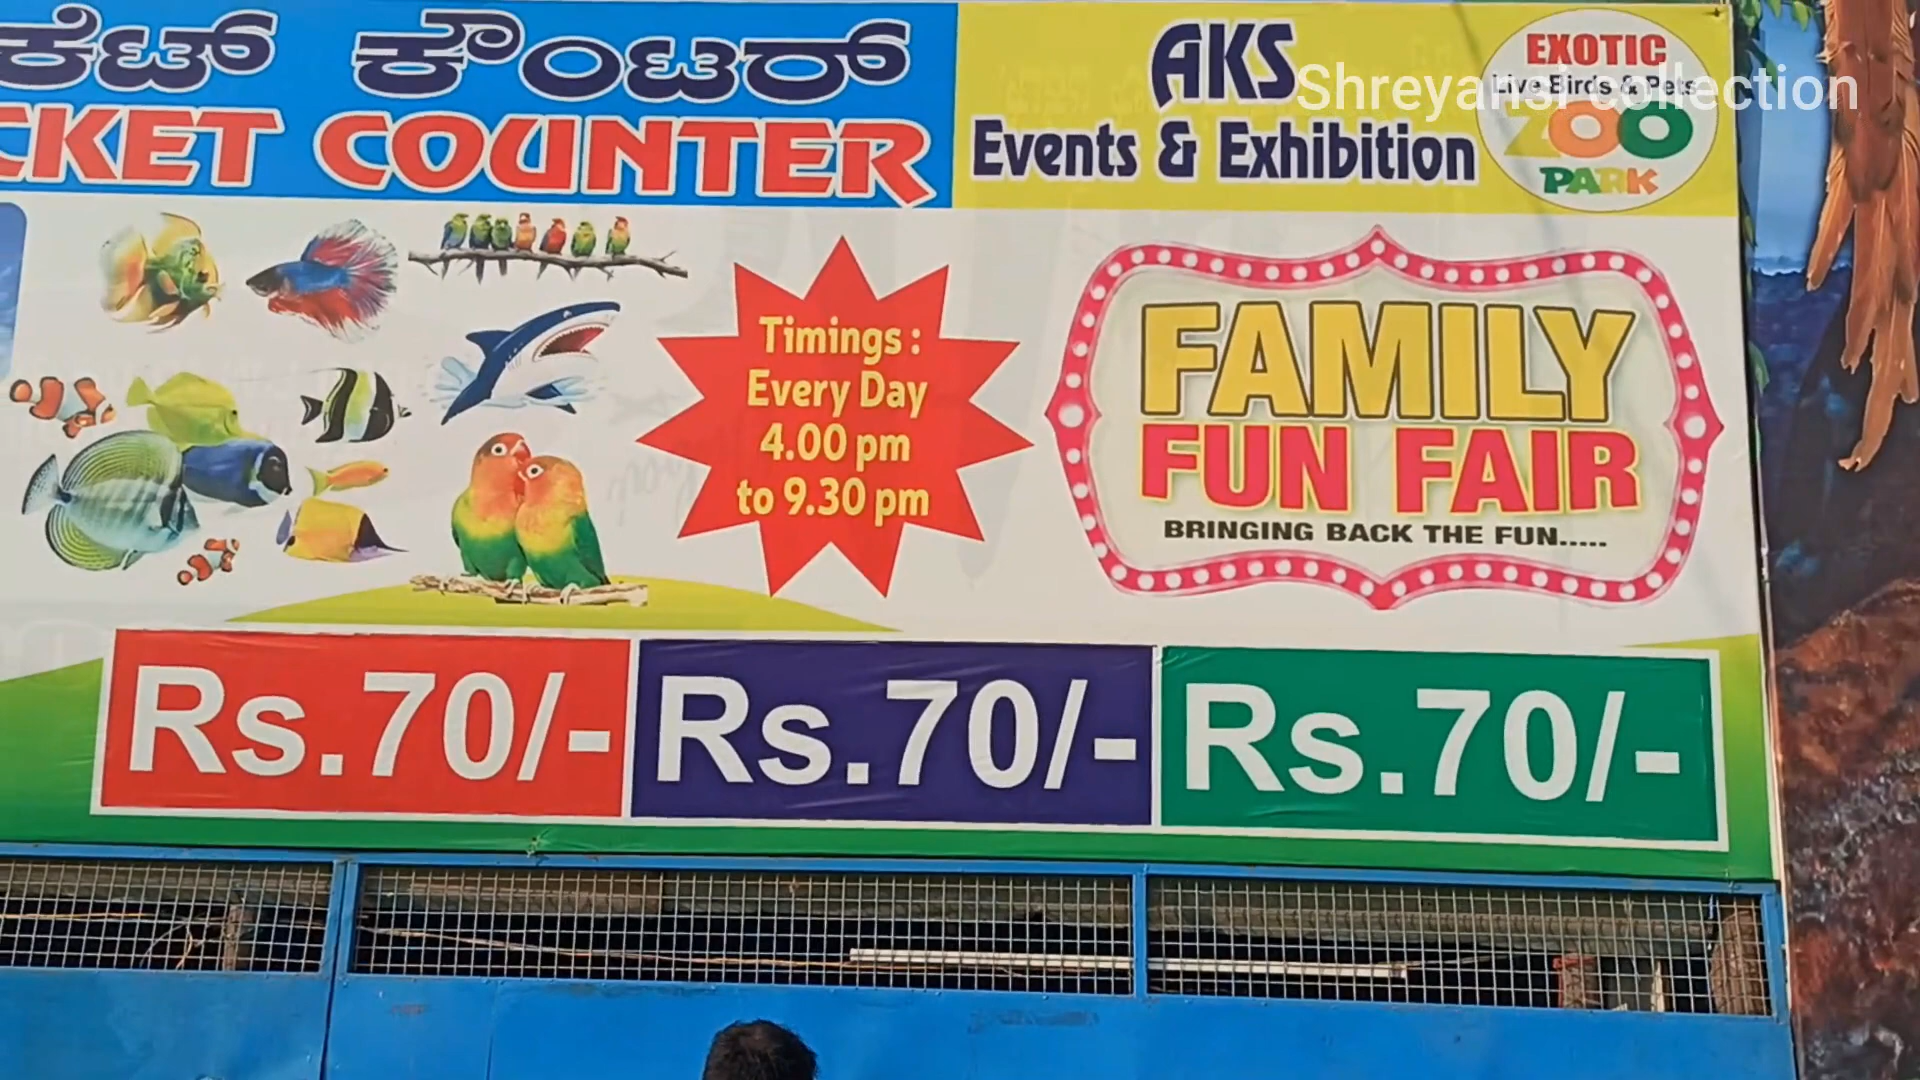 ಕೆಟ್ ಕೌಂಟರ್
CKET COUNTER
AKS
Events & Exhibition
EXOTIC
Live Birds & Pets
ZOO
PARK
Shreyansi collection
Timings :
Every Day
4.00 pm
to 9.30 pm
FAMILY
FUN FAIR
BRINGING BACK THE FUN.....
Rs.70/- Rs.70/- Rs.70/-